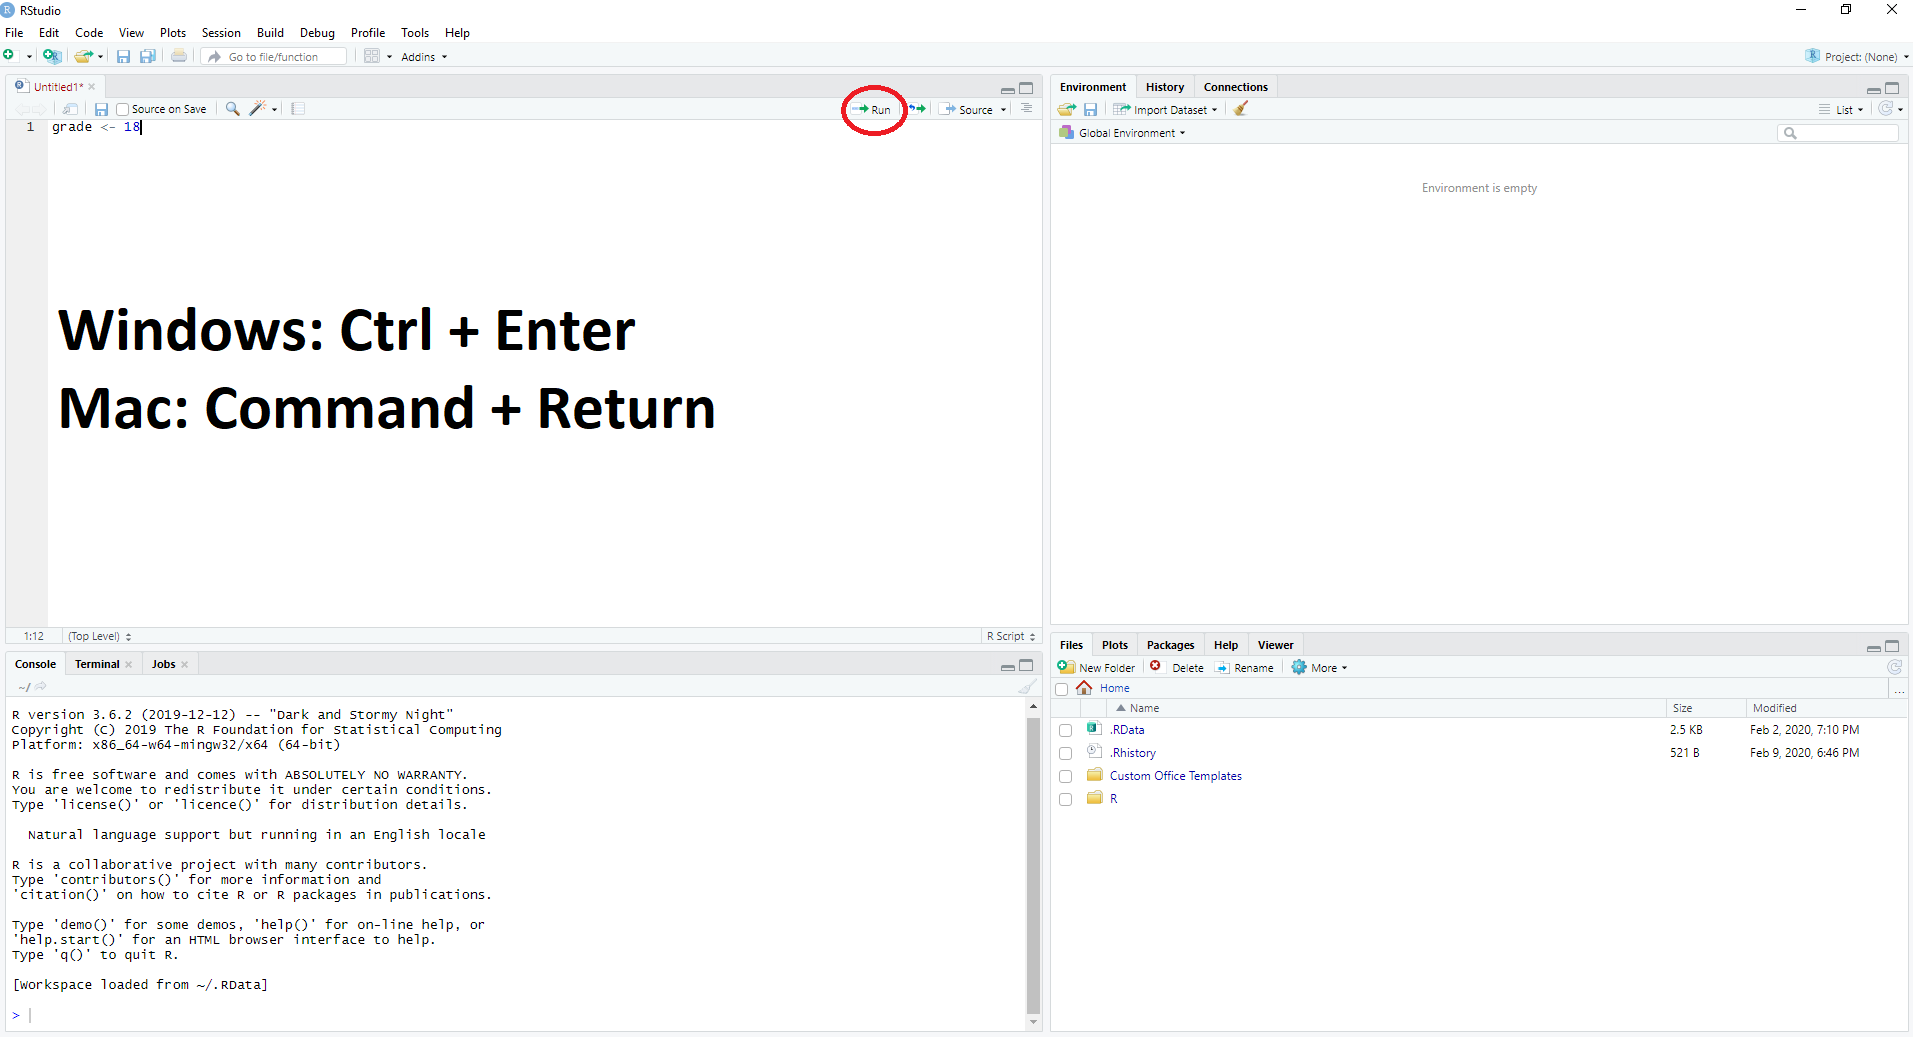 RStudio
File Edit Code View Plots Session Build Debug Profile Tools Help
Go to file/function Addins Project: (None)
Untitled1*
Source on Save Run Source
1 grade <- 18
Windows: Ctrl + Enter
Mac: Command + Return
1:12 (Top Level) R Script
Console Terminal Jobs
~/
R version 3.6.2 (2019-12-12) -- "Dark and Stormy Night"
Copyright (C) 2019 The R Foundation for Statistical Computing
Platform: x86_64-w64-mingw32/x64 (64-bit)
R is free software and comes with ABSOLUTELY NO WARRANTY.
You are welcome to redistribute it under certain conditions.
Type 'license()' or 'licence()' for distribution details.
Natural language support but running in an English locale
R is a collaborative project with many contributors.
Type 'contributors()' for more information and
'citation()' on how to cite R or R packages in publications.
Type 'demo()' for some demos, 'help()' for on-line help, or
'help.start()' for an HTML browser interface to help.
Type 'q()' to quit R.
[Workspace loaded from ~/.RData]
>
Environment History Connections
Import Dataset List
Global Environment
Environment is empty
Files Plots Packages Help Viewer
New Folder Delete Rename More
Home ...
Name Size Modified
.RData 2.5 KB Feb 2, 2020, 7:10 PM
.Rhistory 521 B Feb 9, 2020, 6:46 PM
Custom Office Templates
R